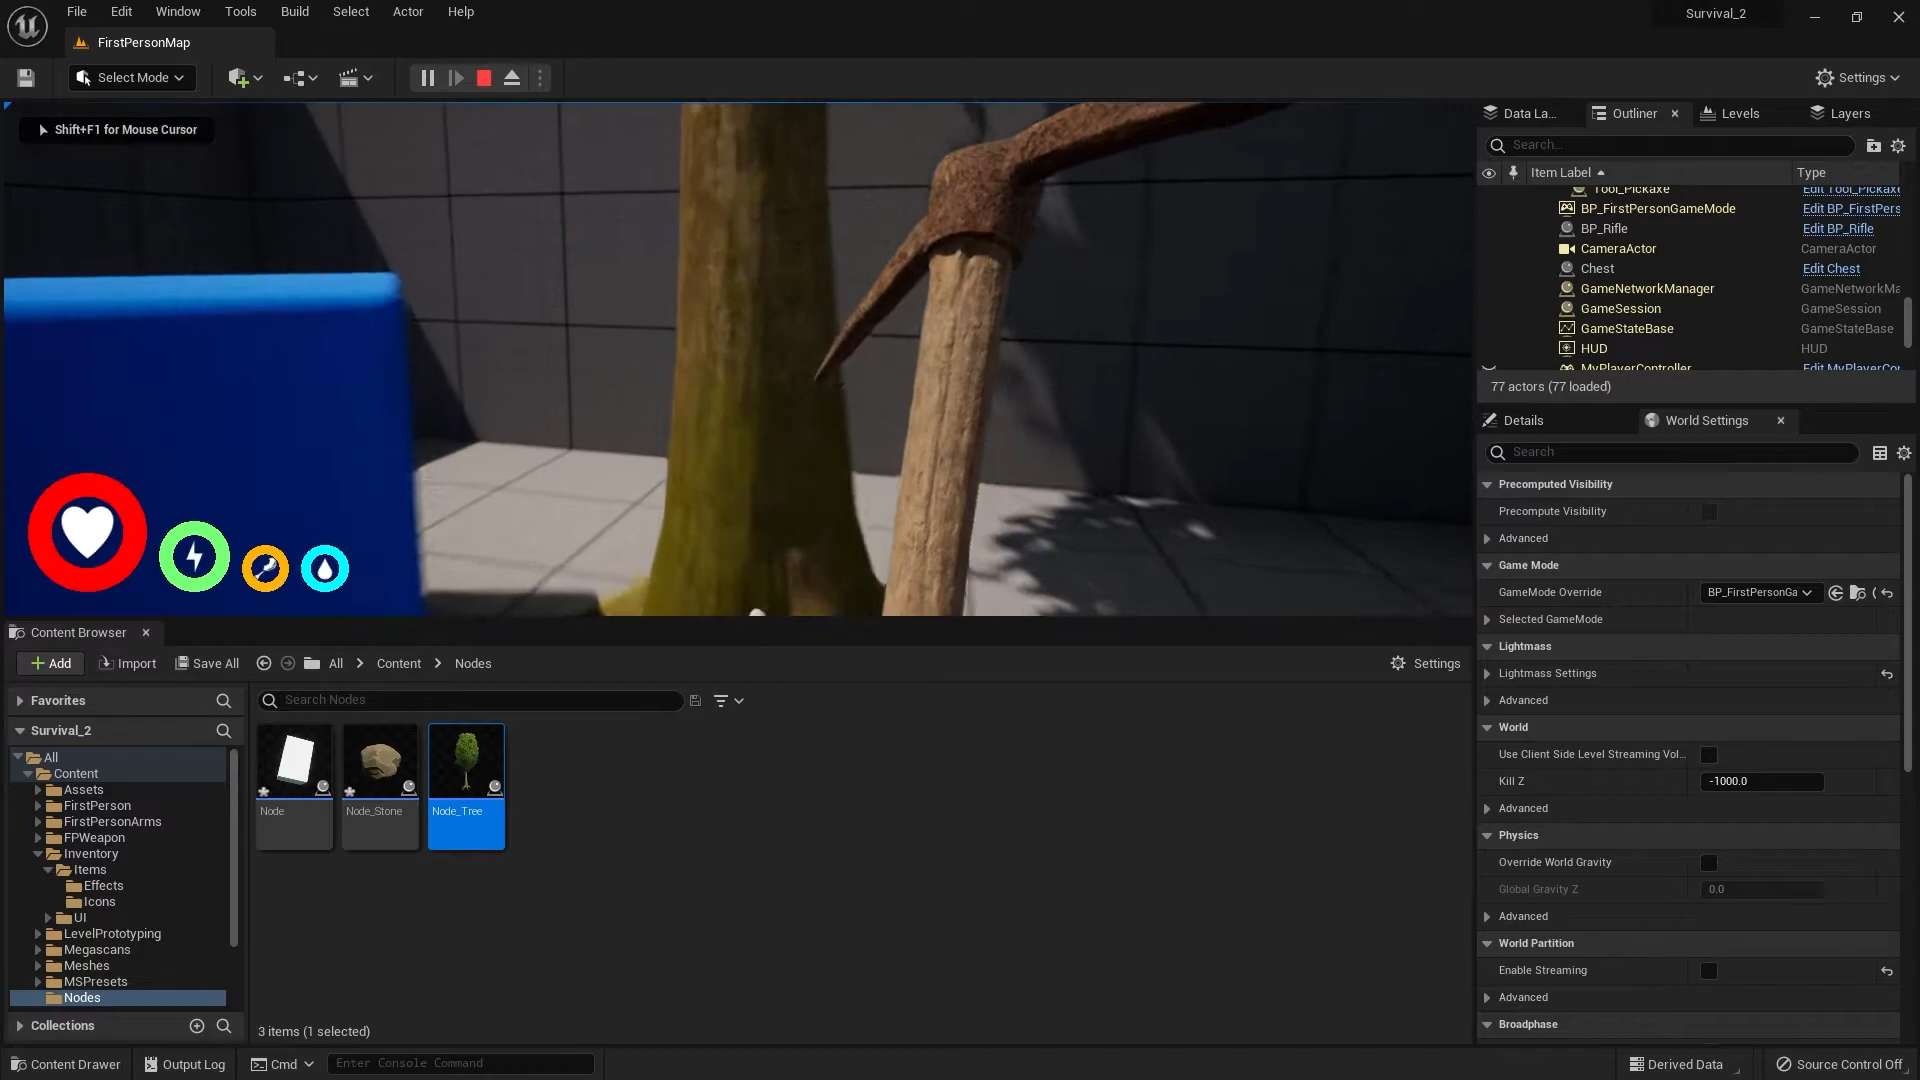 File Edit Window Tools Build Select Actor Help
Survival_2
FirstPersonMap
Select Mode
Settings
Shift+F1 for Mouse Cursor
Data La...
Outliner
Levels
Layers
Search...
Item Label
Type
Tool_Pickaxe Edit Tool_Pickaxe
BP_FirstPersonGameMode Edit BP_FirstPers
BP_Rifle Edit BP_Rifle
CameraActor CameraActor
Chest Edit Chest
GameNetworkManager GameNetworkMa
GameSession GameSession
GameStateBase GameStateBase
HUD HUD
MyPlayerController Edit MyPlayerCor
77 actors (77 loaded)
Details
World Settings
Search
Precomputed Visibility
Precompute Visibility
Advanced
Game Mode
GameMode Override BP_FirstPersonGa
Selected GameMode
Lightmass
Lightmass Settings
Advanced
World
Use Client Side Level Streaming Vol...
Kill Z -1000.0
Advanced
Physics
Override World Gravity
Global Gravity Z 0.0
Advanced
World Partition
Enable Streaming
Advanced
Broadphase
Content Browser
Add Import Save All All Content Nodes Settings
Favorites
Survival_2
All
Content
Assets
FirstPerson
FirstPersonArms
FPWeapon
Inventory
Items
Effects
Icons
UI
LevelPrototyping
Megascans
Meshes
MSPresets
Nodes
Collections
Search Nodes
Node
Node_Stone
Node_Tree
3 items (1 selected)
Content Drawer Output Log Cmd Enter Console Command Derived Data Source Control Off